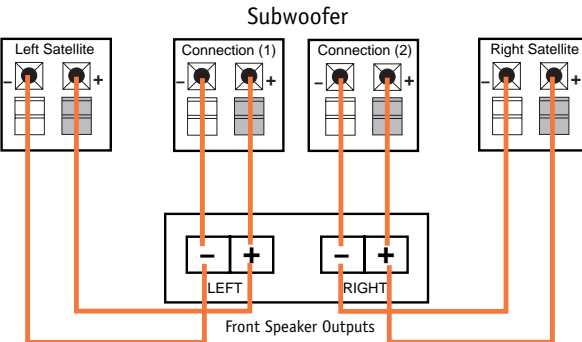 Subwoofer
Left Satellite
Connection (1)
Connection (2)
Right Satellite
– +
– +
– +
– +
– +
– +
LEFT
RIGHT
Front Speaker Outputs